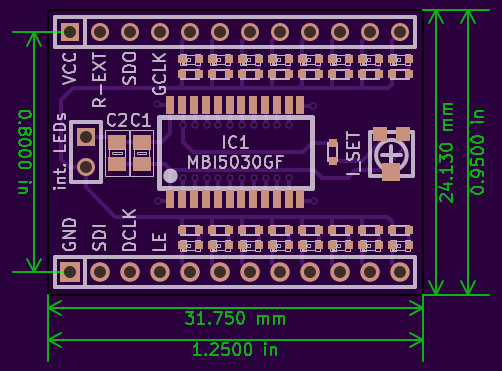 VCC
R-EXT
SDO
GCLK
int. LEDs
C2
C1
IC1
MBI5030GF
I_SET
GND
SDI
DCLK
LE
0.8000 in
24.130 mm
0.9500 in
31.750 mm
1.2500 in